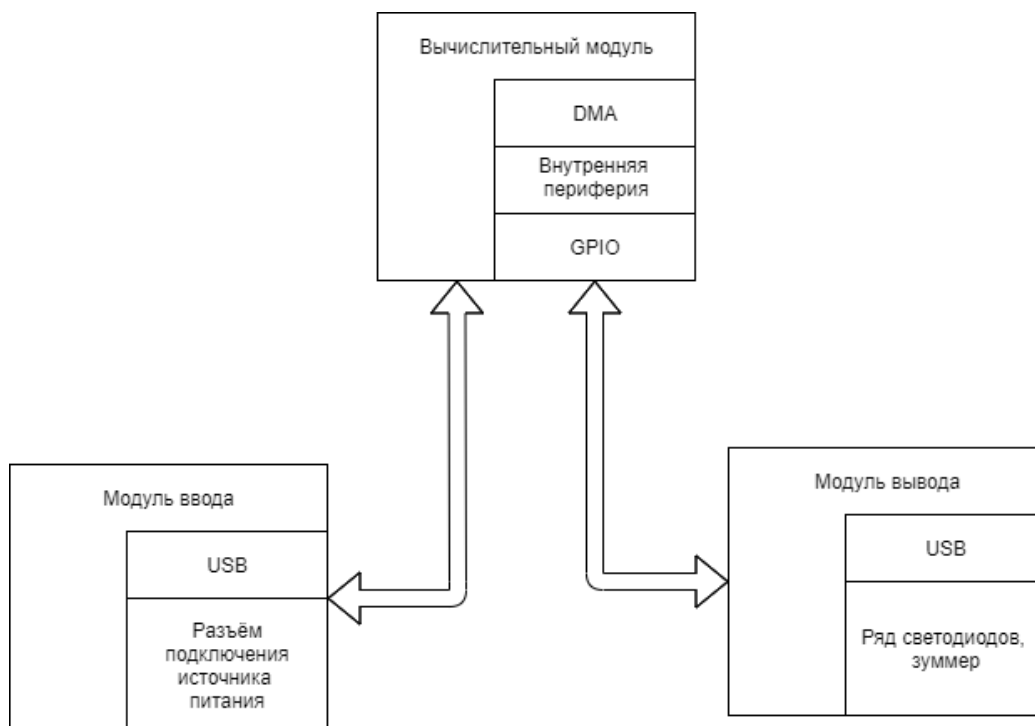 Вычислительный модуль
DMA
Внутренняя
периферия
GPIO
Модуль ввода
USB
Разъём
подключения
источника
питания
Модуль вывода
USB
Ряд светодиодов,
зуммер